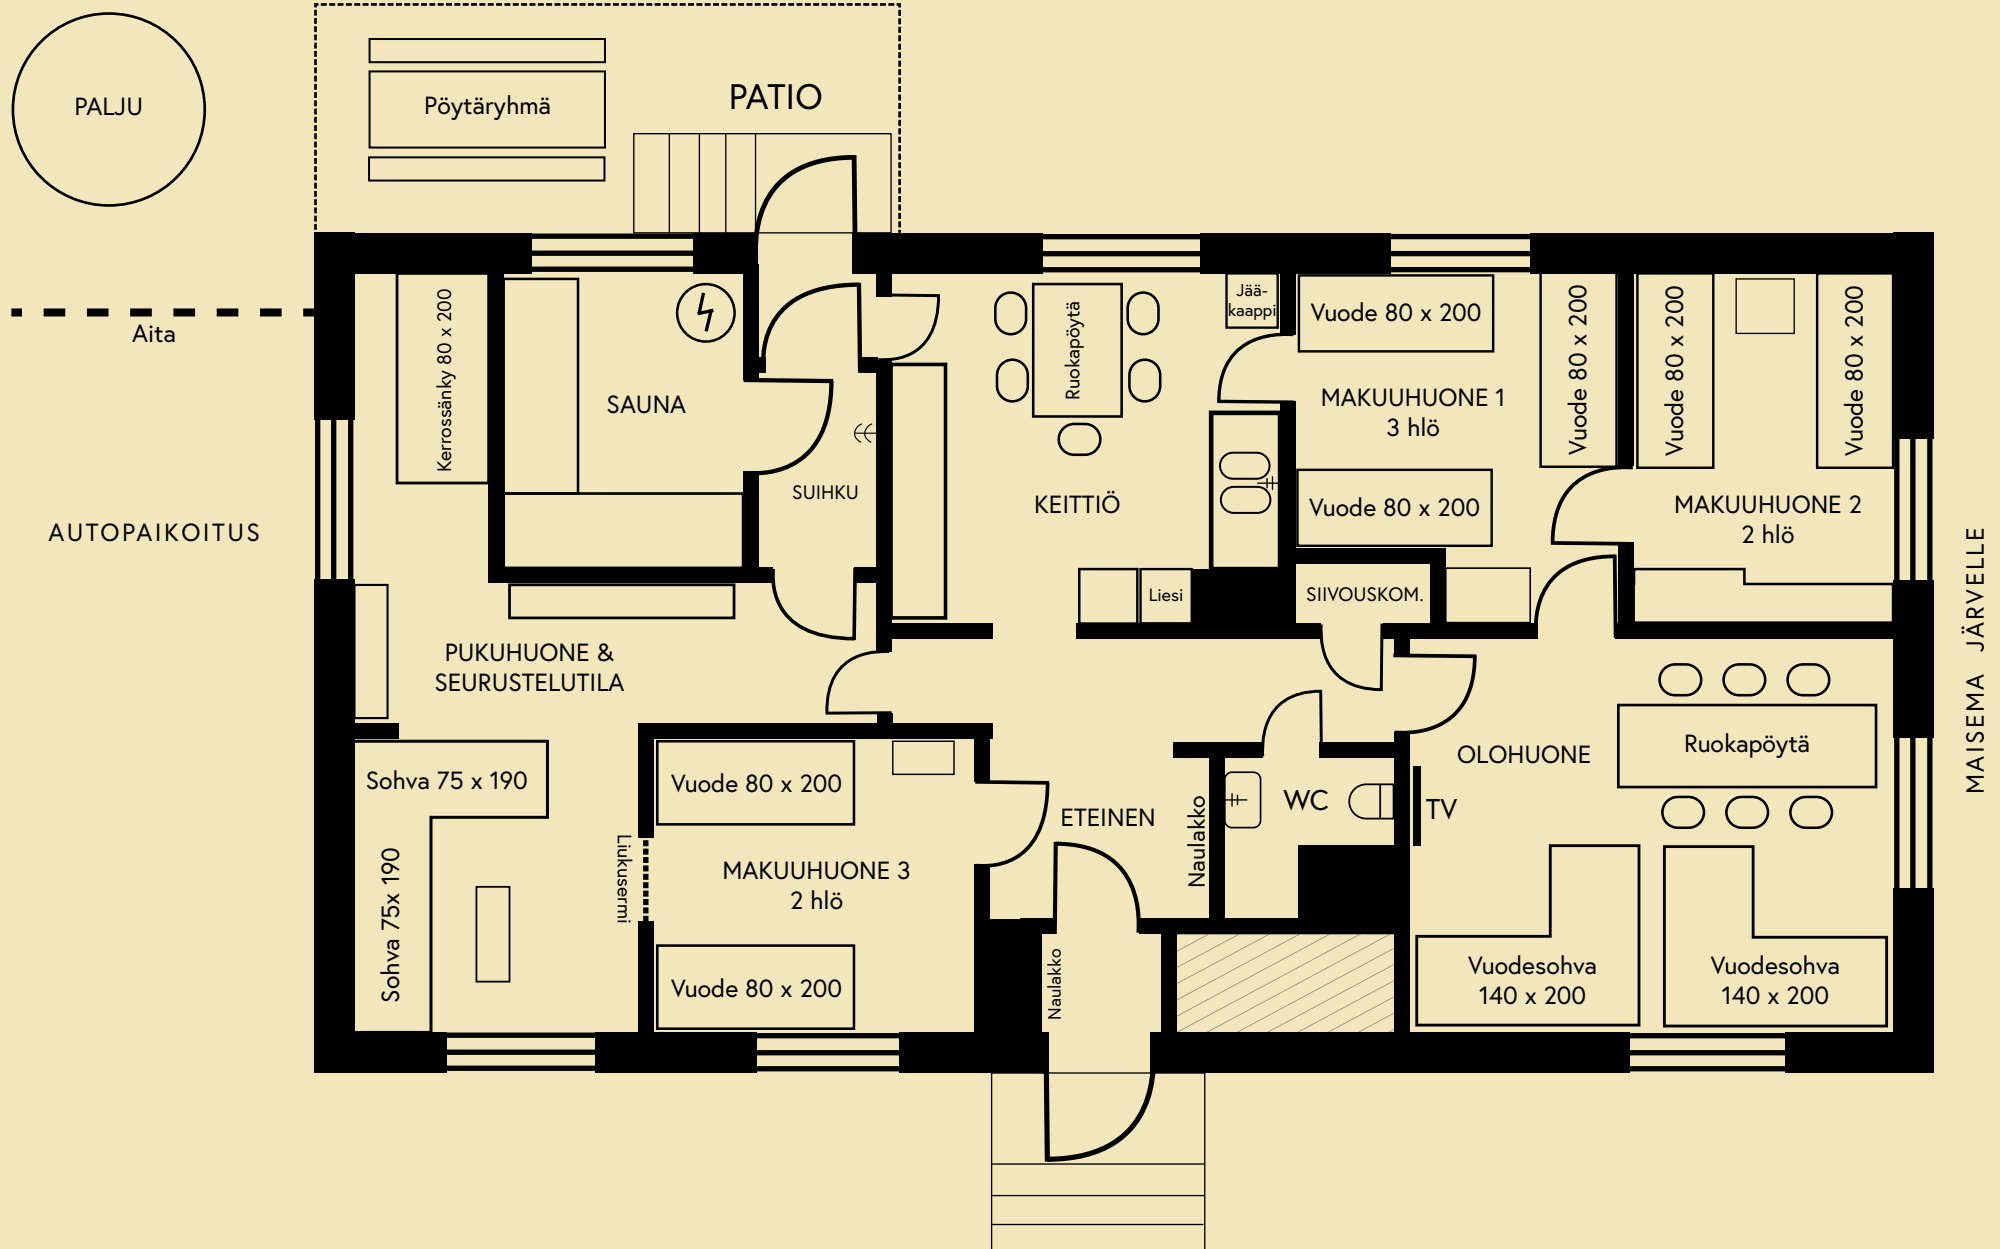 PALJU
Pöytäryhmä
PATIO
Aita
AUTOPAIKOITUS
Kerrossänky 80 x 200
SAUNA
SUIHKU
Ruokapöytä
Jää-
kaappi
KEITTIÖ
Liesi
Vuode 80 x 200
Vuode 80 x 200
MAKUUHUONE 1
3 hlö
Vuode 80 x 200
Vuode 80 x 200
Vuode 80 x 200
MAKUUHUONE 2
2 hlö
SIIVOUSKOM.
MAISEMA JÄRVELLE
PUKUHUONE &
SEURUSTELUTILA
Sohva 75 x 190
Sohva 75x 190
Liukusermi
Vuode 80 x 200
MAKUUHUONE 3
2 hlö
Vuode 80 x 200
ETEINEN
Naulakko
Naulakko
WC
TV
OLOHUONE
Ruokapöytä
Vuodesohva
140 x 200
Vuodesohva
140 x 200